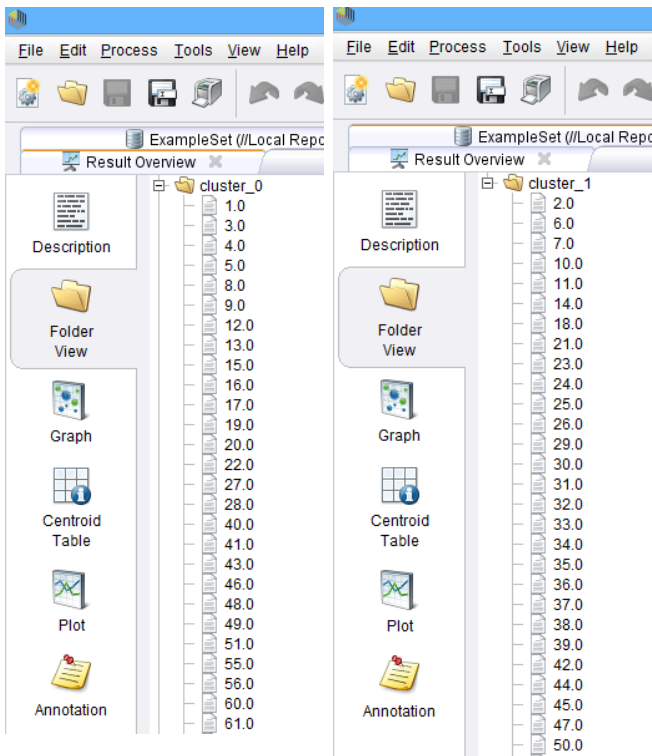 File Edit Process Tools View Help
ExampleSet (//Local Repo
Result Overview
Description
Folder
View
Graph
Centroid
Table
Plot
Annotation
cluster_0
1.0
3.0
4.0
5.0
8.0
9.0
12.0
13.0
15.0
16.0
17.0
19.0
20.0
22.0
27.0
28.0
40.0
41.0
43.0
46.0
48.0
49.0
51.0
55.0
56.0
60.0
61.0
File Edit Process Tools View Help
ExampleSet (//Local Repo
Result Overview
Description
Folder
View
Graph
Centroid
Table
Plot
Annotation
cluster_1
2.0
6.0
7.0
10.0
11.0
14.0
18.0
21.0
23.0
24.0
25.0
26.0
29.0
30.0
31.0
32.0
33.0
34.0
35.0
36.0
37.0
38.0
39.0
42.0
44.0
45.0
47.0
50.0